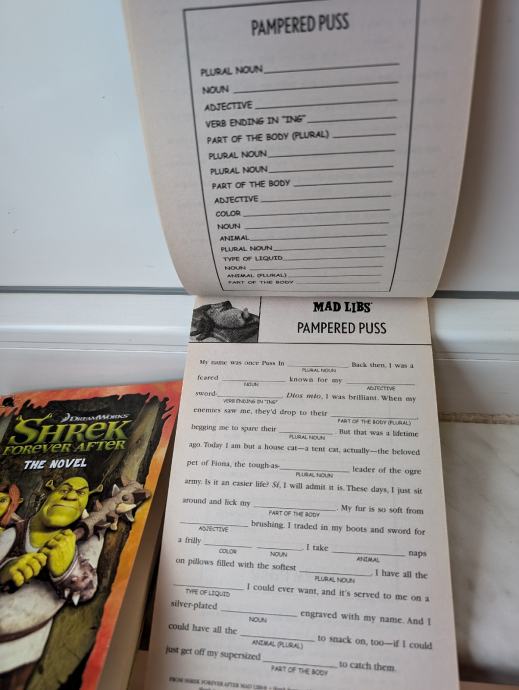 PAMPERED PUSS
PLURAL NOUN
NOUN
ADJECTIVE
VERB ENDING IN "ING"
PART OF THE BODY (PLURAL)
PLURAL NOUN
PLURAL NOUN
PART OF THE BODY
ADJECTIVE
COLOR
NOUN
ANIMAL
PLURAL NOUN
TYPE OF LIQUID
NOUN
ANIMAL (PLURAL)
PART OF THE BODY
MAD LIBS
PAMPERED PUSS
My name was once Puss In Back then, I was a
PLURAL NOUN
feared known for my
NOUN ADJECTIVE
sword- . Dios mío, I was brilliant. When my
VERB ENDING IN "ING"
enemies saw me, they'd drop to their
PART OF THE BODY (PLURAL)
begging me to spare their . But that was a lifetime
PLURAL NOUN
ago. Today I am but a house cat—a tent cat, actually—the beloved
pet of Fiona, the tough-as- leader of the ogre
PLURAL NOUN
army. Is it an easier life? Sí, I will admit it is. These days, I just sit
around and lick my . My fur is so soft from
PART OF THE BODY
brushing. I traded in my boots and sword for
ADJECTIVE
a frilly . I take naps
COLOR NOUN ANIMAL
on pillows filled with the softest . I have all the
PLURAL NOUN
I could ever want, and it's served to me on a
TYPE OF LIQUID
silver-plated engraved with my name. And I
NOUN
could have all the to snack on, too—if I could
ANIMAL (PLURAL)
just get off my supersized to catch them.
PART OF THE BODY
FROM SHREK FOREVER AFTER MAD LIBS
DREAMWORKS
SHREK
FOREVER AFTER
THE NOVEL